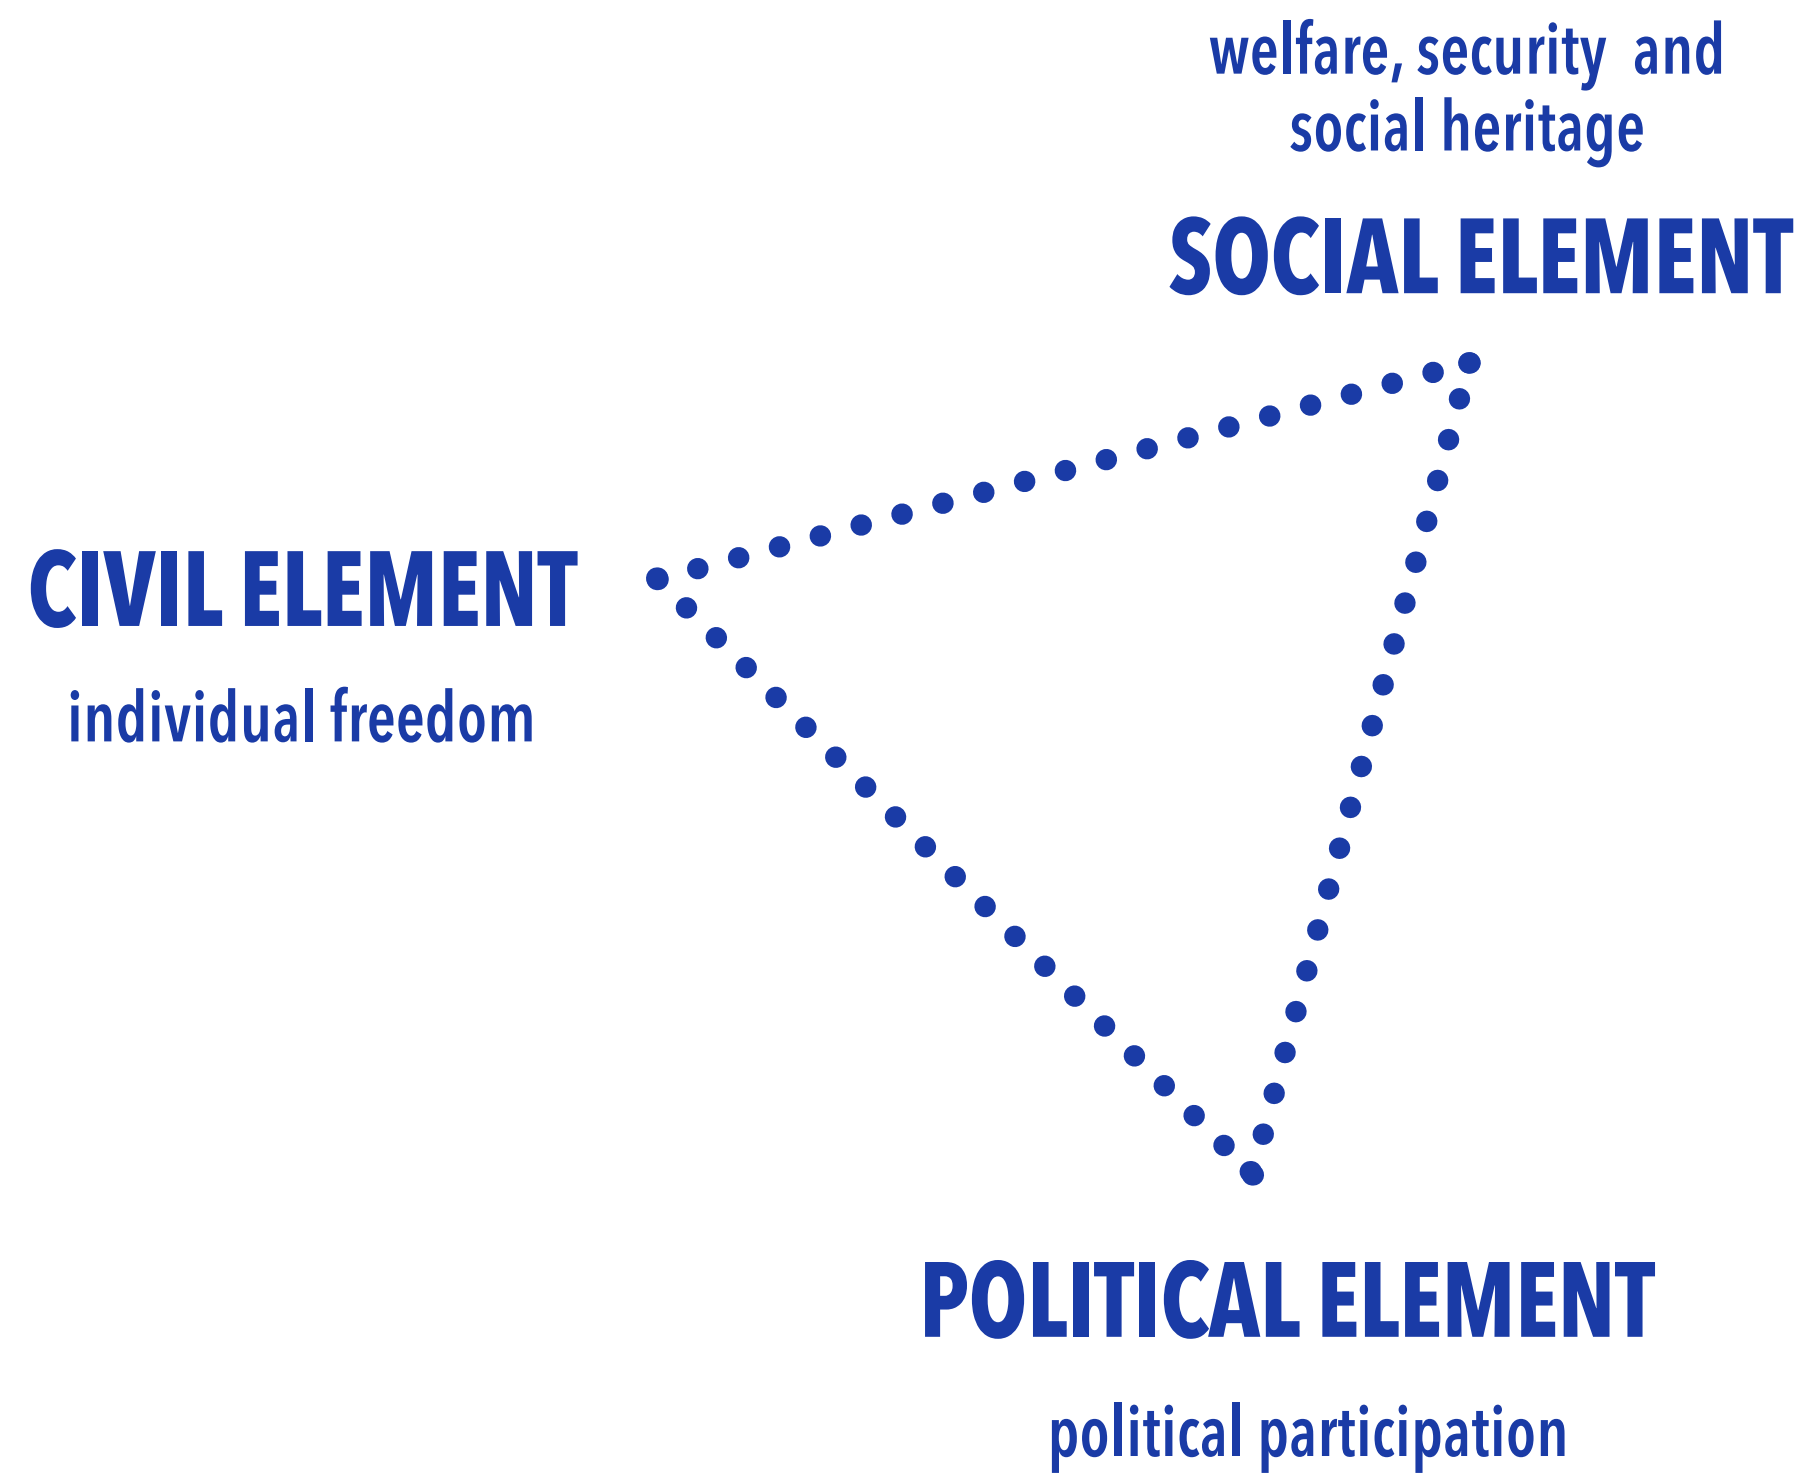 welfare, security and
social heritage
SOCIAL ELEMENT
CIVIL ELEMENT
individual freedom
POLITICAL ELEMENT
political participation